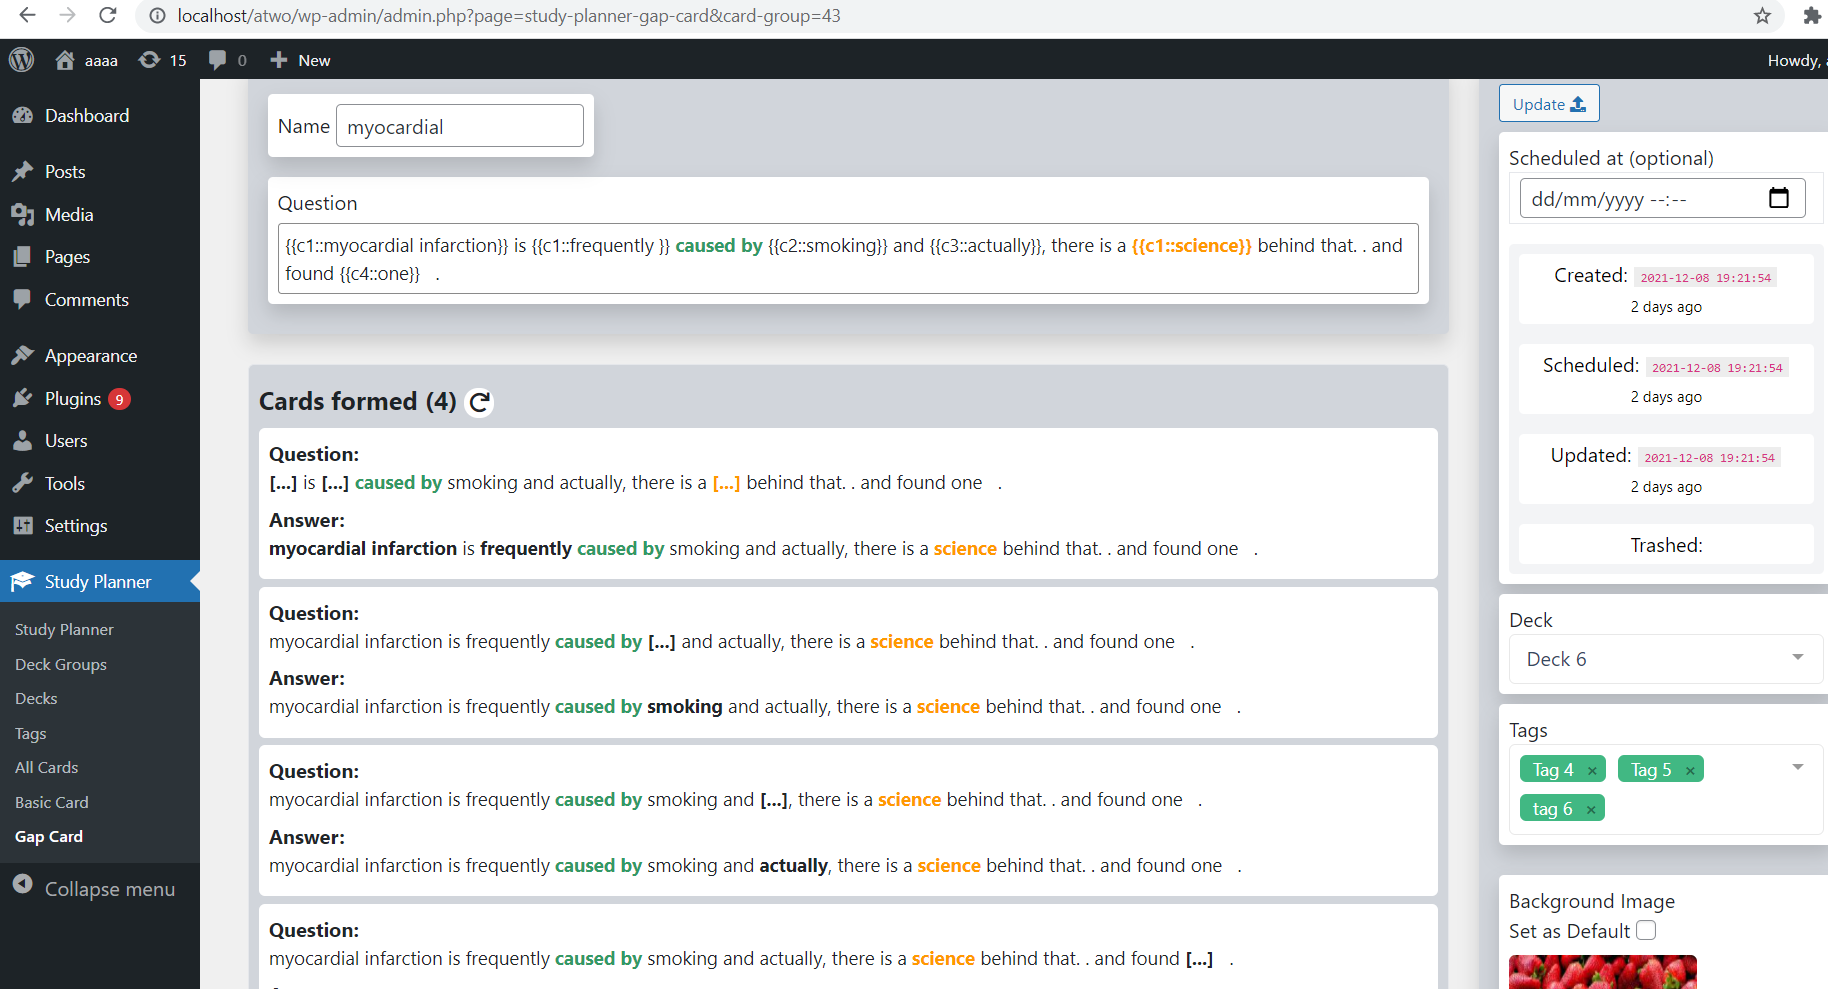 localhost/atwo/wp-admin/admin.php?page=study-planner-gap-card&card-group=43
aaaa 15 0 New
Howdy,
Dashboard
Posts
Media
Pages
Comments
Appearance
Plugins 9
Users
Tools
Settings
Study Planner
Study Planner
Deck Groups
Decks
Tags
All Cards
Basic Card
Gap Card
Collapse menu
Name myocardial
Question
{{c1::myocardial infarction}} is {{c1::frequently }} caused by {{c2::smoking}} and {{c3::actually}}, there is a {{c1::science}} behind that. . and
found {{c4::one}} .
Cards formed (4)
Question:
[...] is [...] caused by smoking and actually, there is a [...] behind that. . and found one .
Answer:
myocardial infarction is frequently caused by smoking and actually, there is a science behind that. . and found one .
Question:
myocardial infarction is frequently caused by [...] and actually, there is a science behind that. . and found one .
Answer:
myocardial infarction is frequently caused by smoking and actually, there is a science behind that. . and found one .
Question:
myocardial infarction is frequently caused by smoking and [...], there is a science behind that. . and found one .
Answer:
myocardial infarction is frequently caused by smoking and actually, there is a science behind that. . and found one .
Question:
myocardial infarction is frequently caused by smoking and actually, there is a science behind that. . and found [...] .
Update
Scheduled at (optional)
dd/mm/yyyy --:--
Created: 2021-12-08 19:21:54
2 days ago
Scheduled: 2021-12-08 19:21:54
2 days ago
Updated: 2021-12-08 19:21:54
2 days ago
Trashed:
Deck
Deck 6
Tags
Tag 4 × Tag 5 ×
tag 6 ×
Background Image
Set as Default